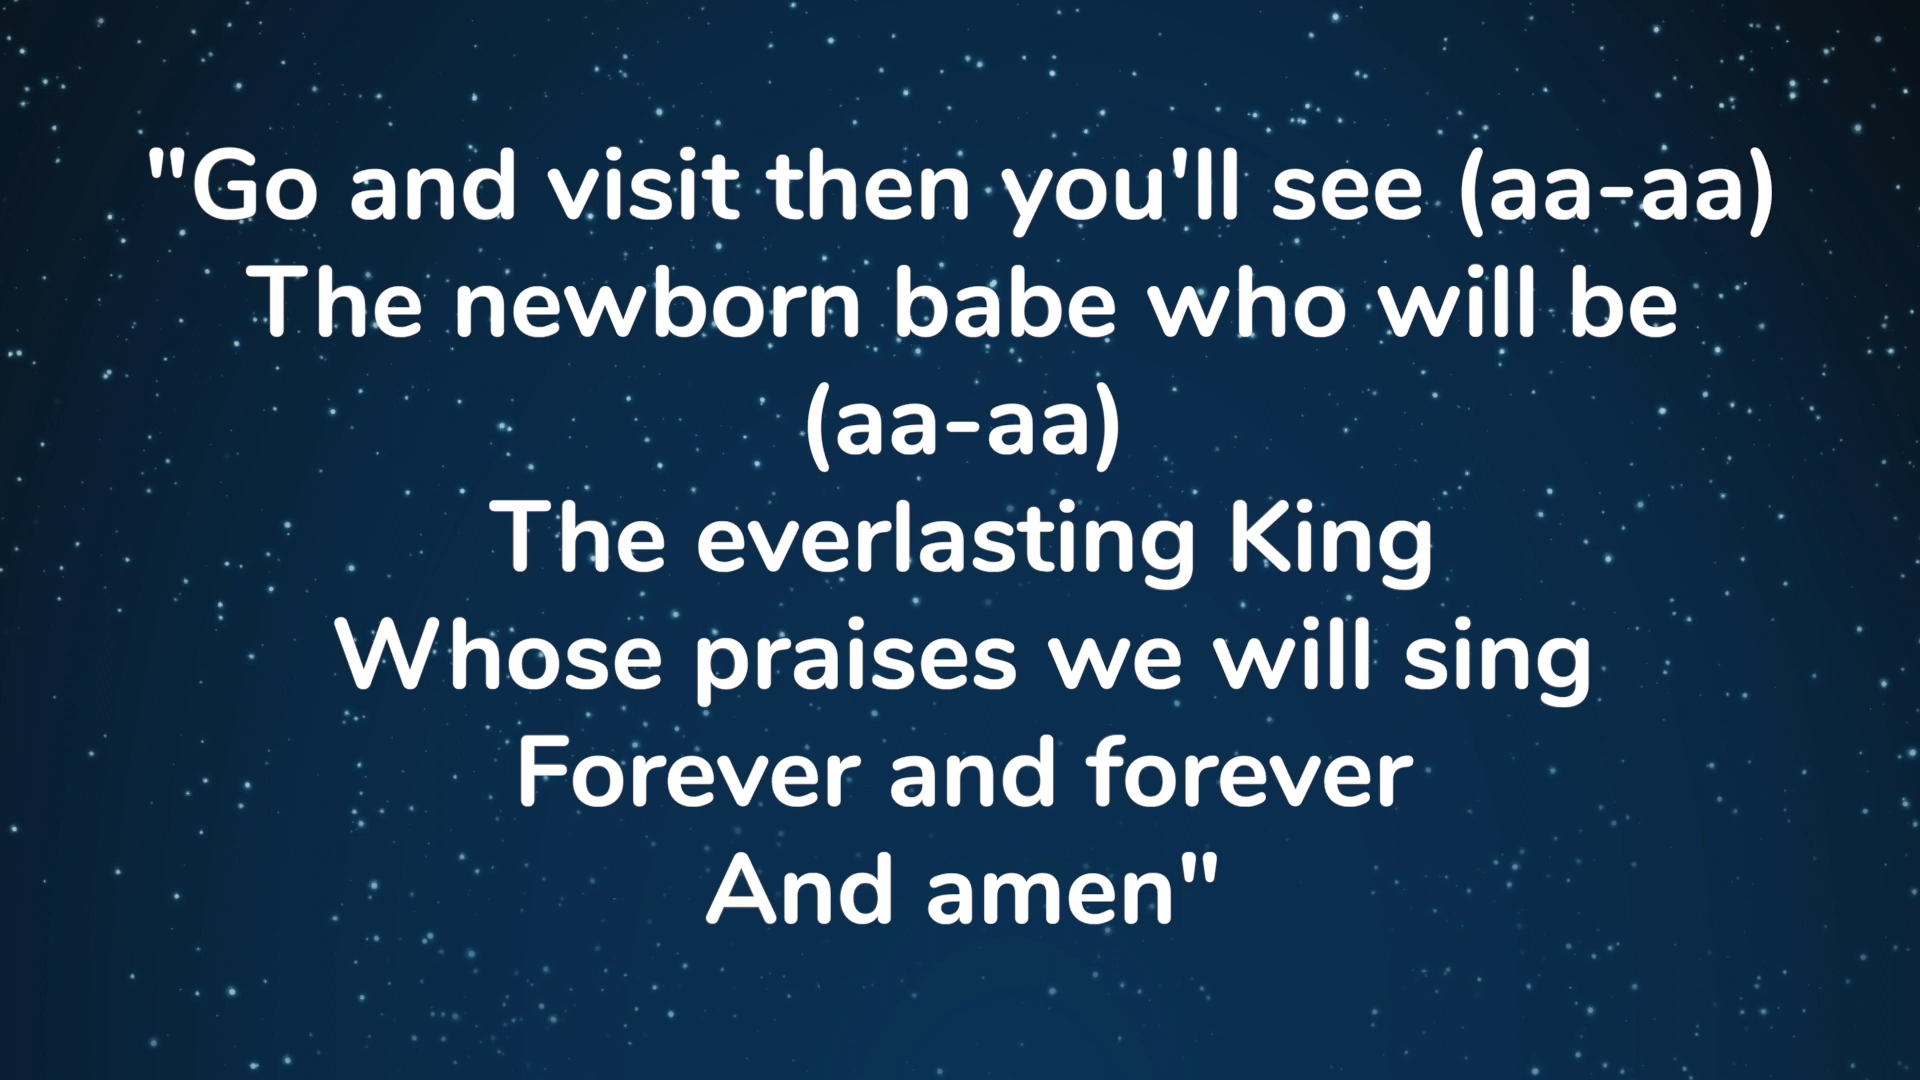 "Go and visit then you'll see (aa-aa)
The newborn babe who will be
(aa-aa)
The everlasting King
Whose praises we will sing
Forever and forever
And amen"